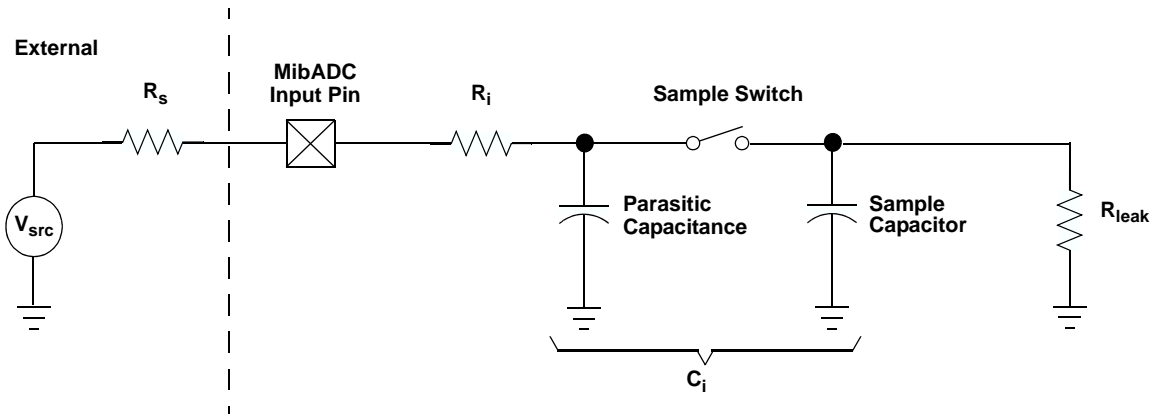 External
MibADC
Input Pin
Rs
Ri
Sample Switch
Vsrc
Parasitic
Capacitance
Sample
Capacitor
Rleak
Ci